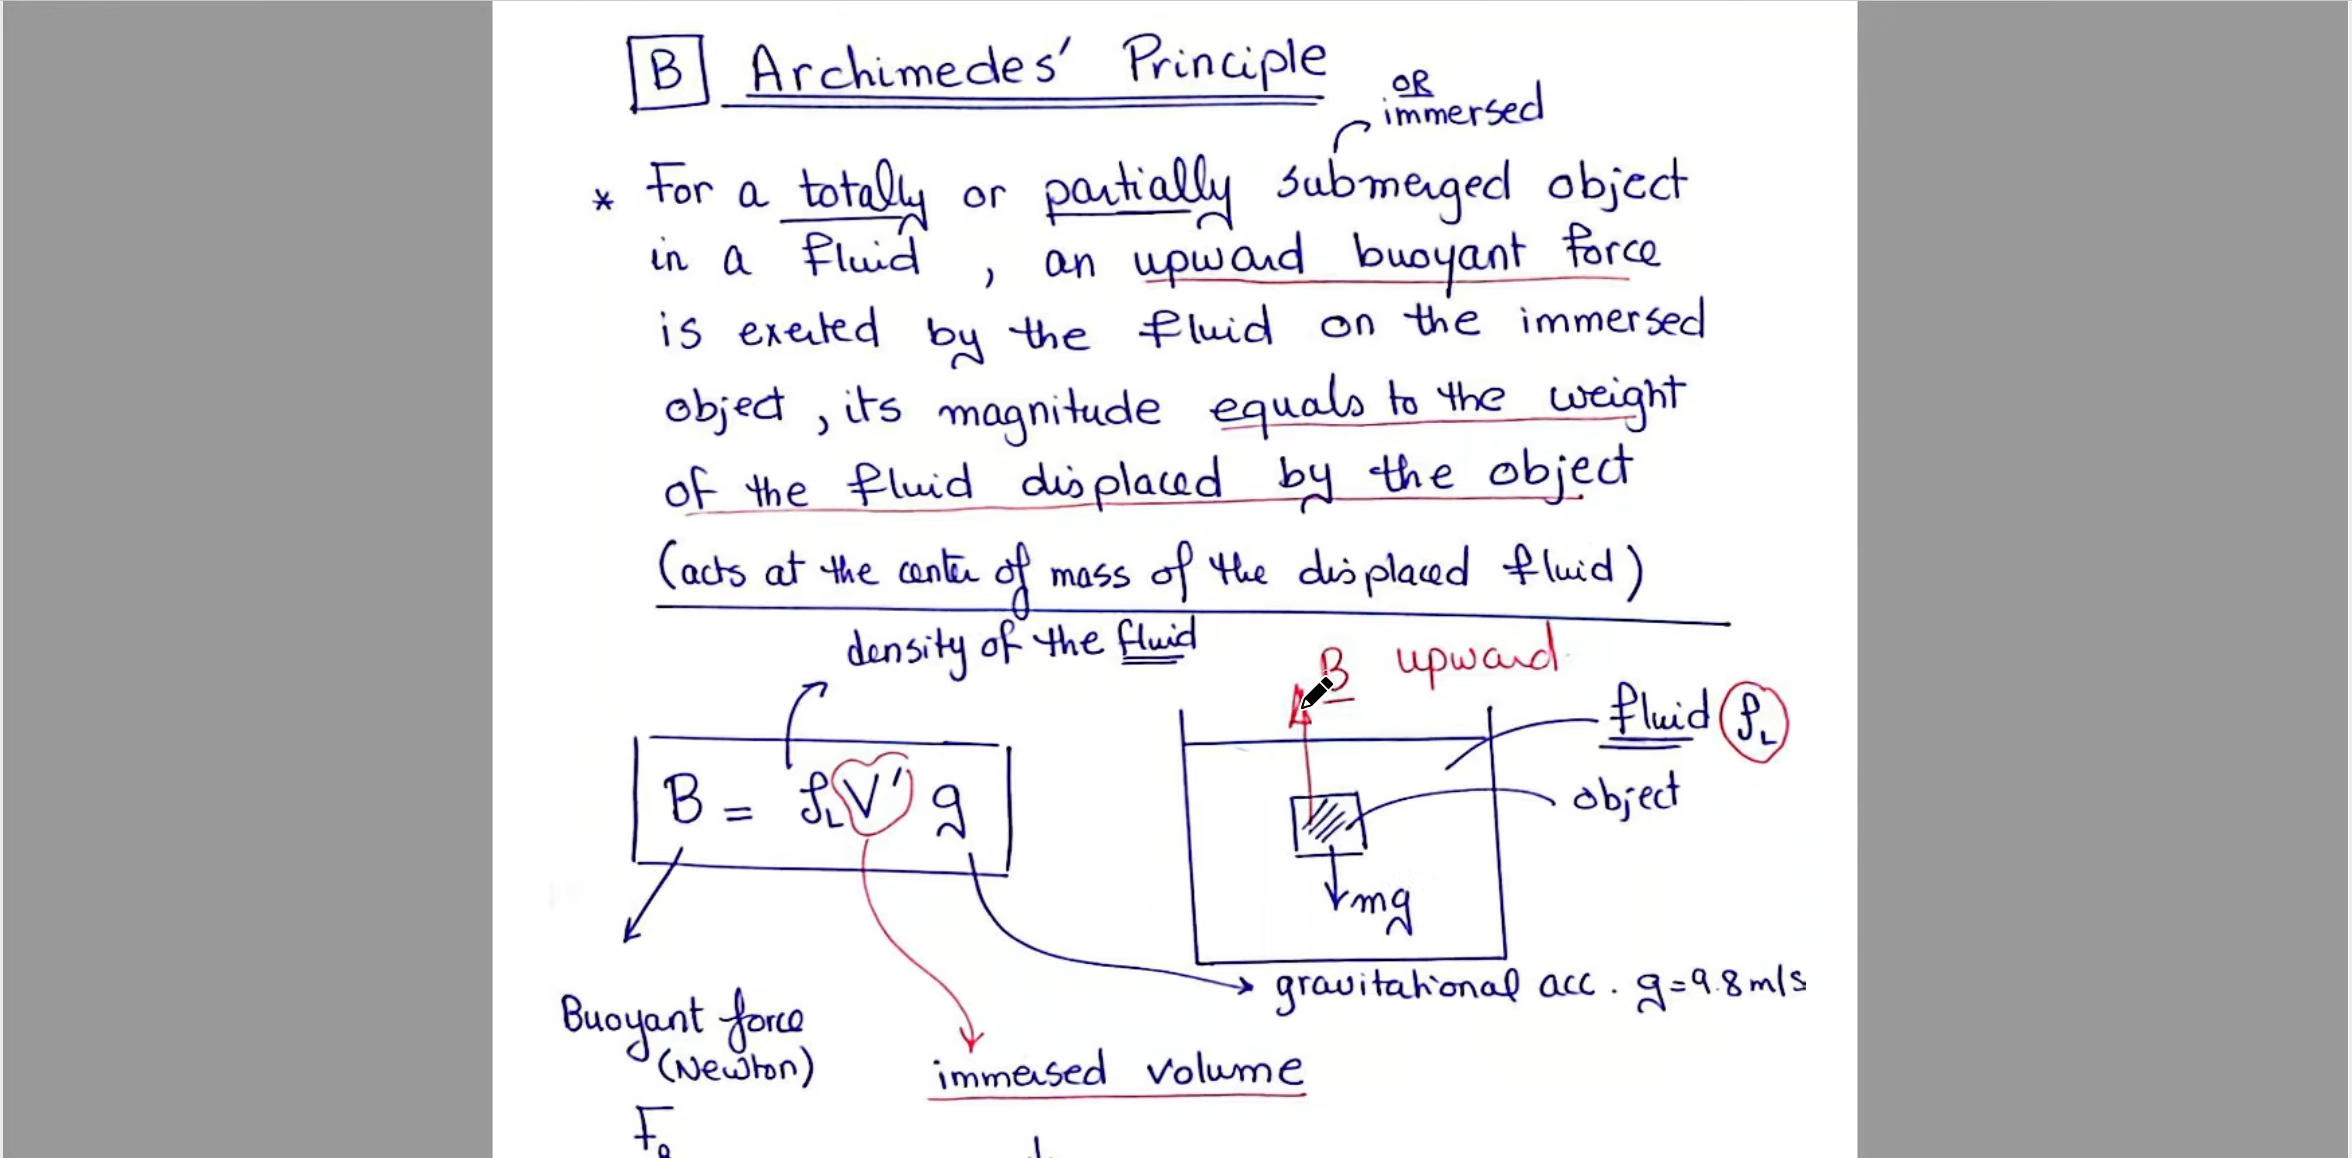 B Archimedes' Principle
OR
immersed
* For a totally or partially submerged object
in a fluid , an upward buoyant force
is exerted by the fluid on the immersed
object , its magnitude equals to the weight
of the fluid displaced by the object
(acts at the center of mass of the displaced fluid)
density of the fluid
B upward
fluid ρL
B = ρL V' g
object
mg
gravitational acc . g=9.8m/s
Buoyant force
(Newton)
immersed volume